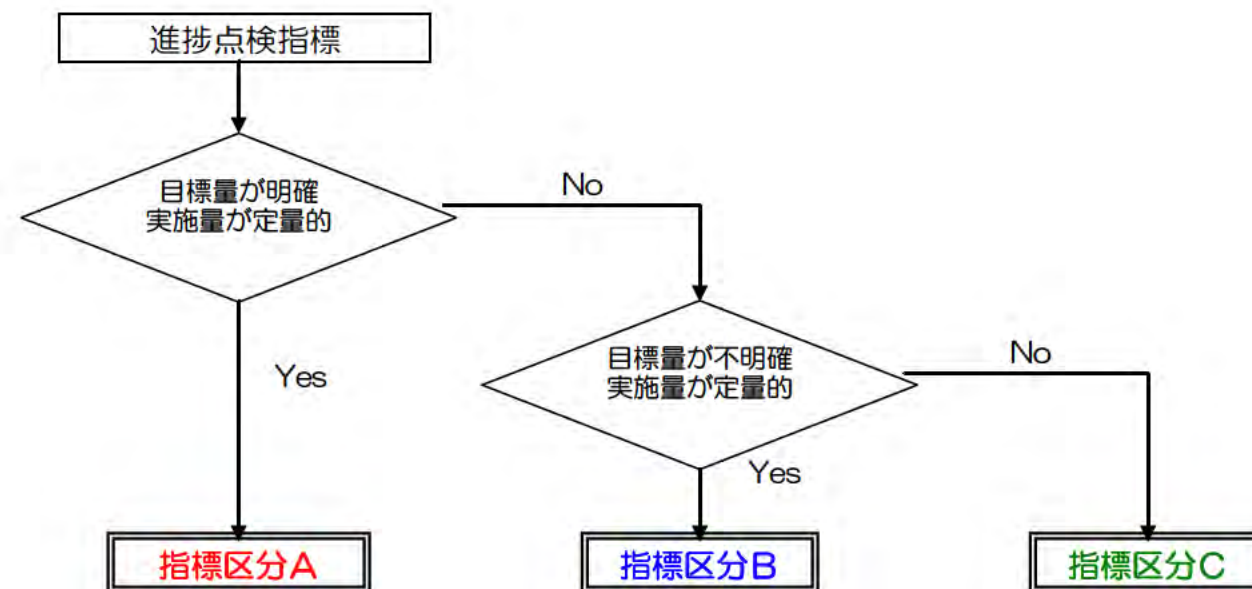 進捗点検指標
目標量が明確
実施量が定量的
No
Yes
目標量が不明確
実施量が定量的
No
Yes
指標区分A
指標区分B
指標区分C